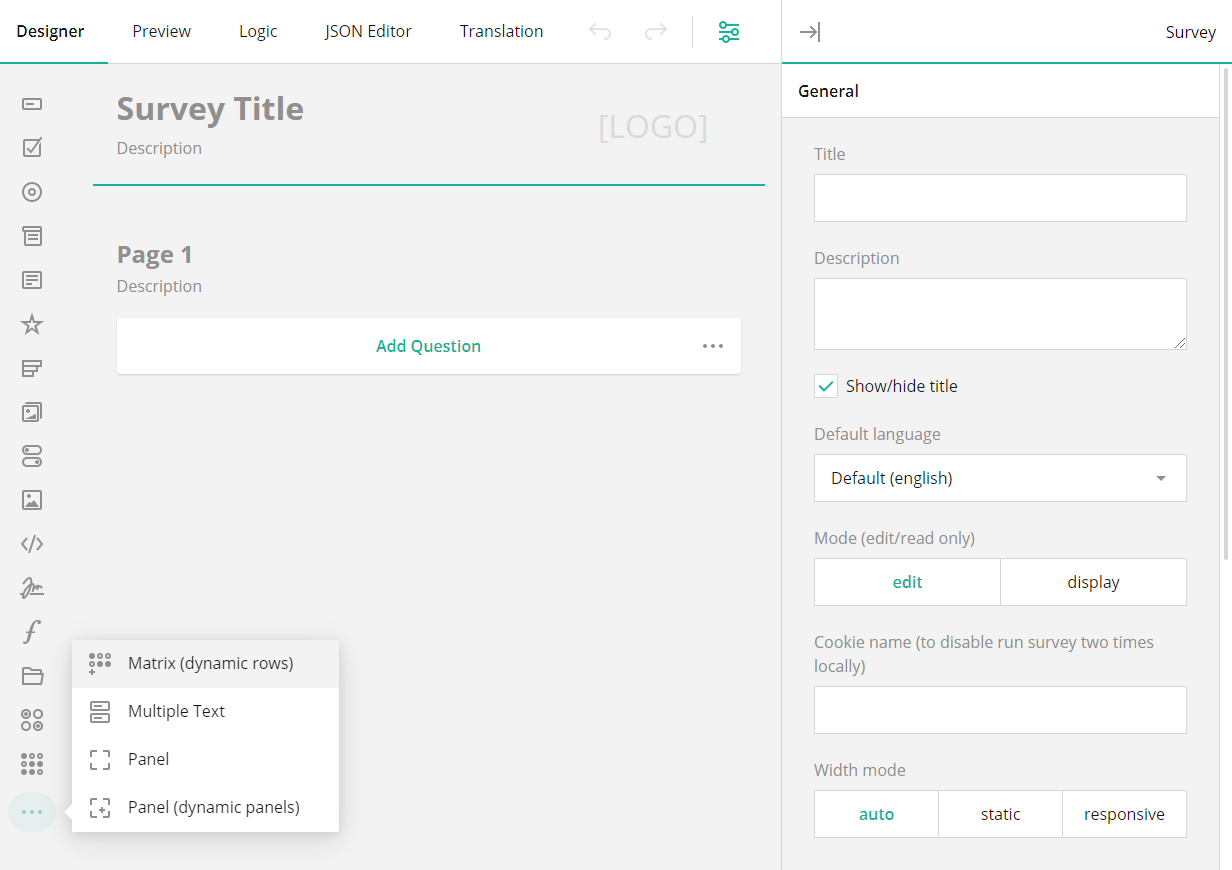 Designer
Preview
Logic
JSON Editor
Translation
Survey
Survey Title
Description
[LOGO]
Page 1
Description
Add Question
Matrix (dynamic rows)
Multiple Text
Panel
Panel (dynamic panels)
General
Title
Description
Show/hide title
Default language
Default (english)
Mode (edit/read only)
edit
display
Cookie name (to disable run survey two times
locally)
Width mode
auto
static
responsive